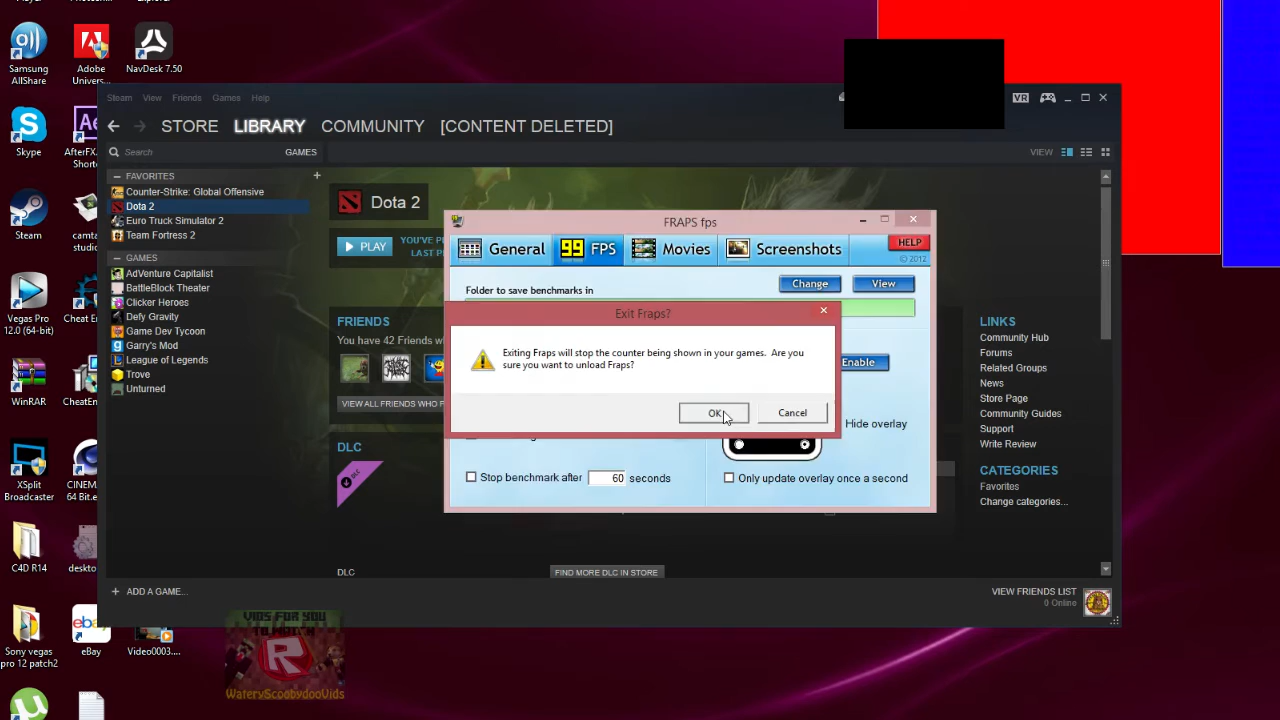 Player
Explorer
Samsung
AllShare
Adobe
Univers...
NavDesk 7.50
Skype
AfterFX...
Shortc
Steam
camta
studio
Vegas Pro
12.0 (64-bit)
Cheat En
WinRAR
CheatEn
XSplit
Broadcaster
CINEM
64 Bit.e
C4D R14
deskto
Sony vegas
pro 12 patch2
eBay
Video0003....
Steam View Friends Games Help
VR
STORE LIBRARY COMMUNITY [CONTENT DELETED]
Search GAMES
VIEW
FAVORITES
Counter-Strike: Global Offensive
Dota 2
Euro Truck Simulator 2
Team Fortress 2
GAMES
AdVenture Capitalist
BattleBlock Theater
Clicker Heroes
Defy Gravity
Game Dev Tycoon
Garry's Mod
League of Legends
Trove
Unturned
ADD A GAME...
Dota 2
PLAY
YOU'VE P
LAST P
FRIENDS
You have 42 Friends w
VIEW ALL FRIENDS WHO P
DLC
DLC
DLC
FIND MORE DLC IN STORE
LINKS
Community Hub
Forums
Related Groups
News
Store Page
Community Guides
Support
Write Review
CATEGORIES
Favorites
Change categories...
VIEW FRIENDS LIST
0 Online
FRAPS fps
General
99 FPS
Movies
Screenshots
HELP
© 2012
Folder to save benchmarks in
Change
View
Enable
Hide overlay
Stop benchmark after 60 seconds
Only update overlay once a second
Exit Fraps?
Exiting Fraps will stop the counter being shown in your games. Are you
sure you want to unload Fraps?
OK
Cancel
VIDS FOR YOU
R
WateryScoobydooVids